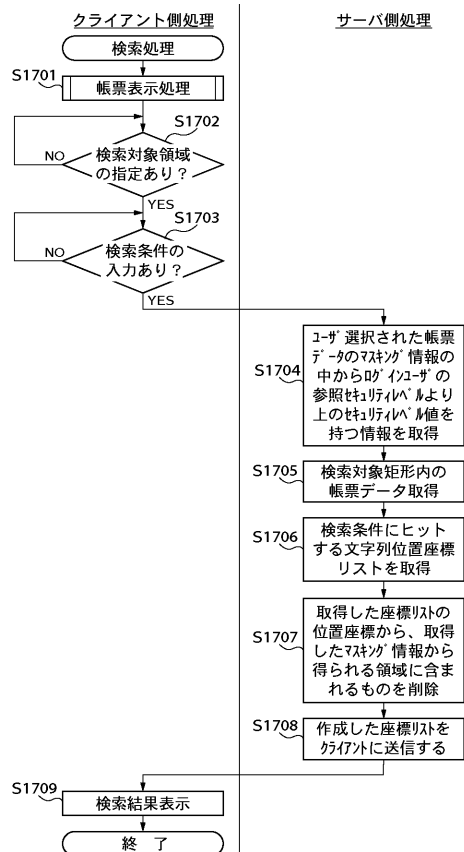 クライアント側処理
サーバ側処理
検索処理
S1701
帳票表示処理
S1702
検索対象領域
の指定あり？
NO
YES
S1703
検索条件の
入力あり？
NO
YES
S1704
ﾕｰｻﾞ選択された帳票
ﾃﾞｰﾀのﾏｽｷﾝｸﾞ情報の
中からﾛｸﾞｲﾝﾕｰｻﾞの
参照ｾｷｭﾘﾃｨﾚﾍﾞﾙより
上のｾｷｭﾘﾃｨﾚﾍﾞﾙ値を
持つ情報を取得
S1705
検索対象矩形内の
帳票データ取得
S1706
検索条件にヒット
する文字列位置座標
リストを取得
S1707
取得した座標ﾘｽﾄの
位置座標から、取得
したﾏｽｷﾝｸﾞ情報から
得られる領域に含ま
れるものを削除
S1708
作成した座標ﾘｽﾄを
ｸﾗｲｱﾝﾄに送信する
S1709
検索結果表示
終　了